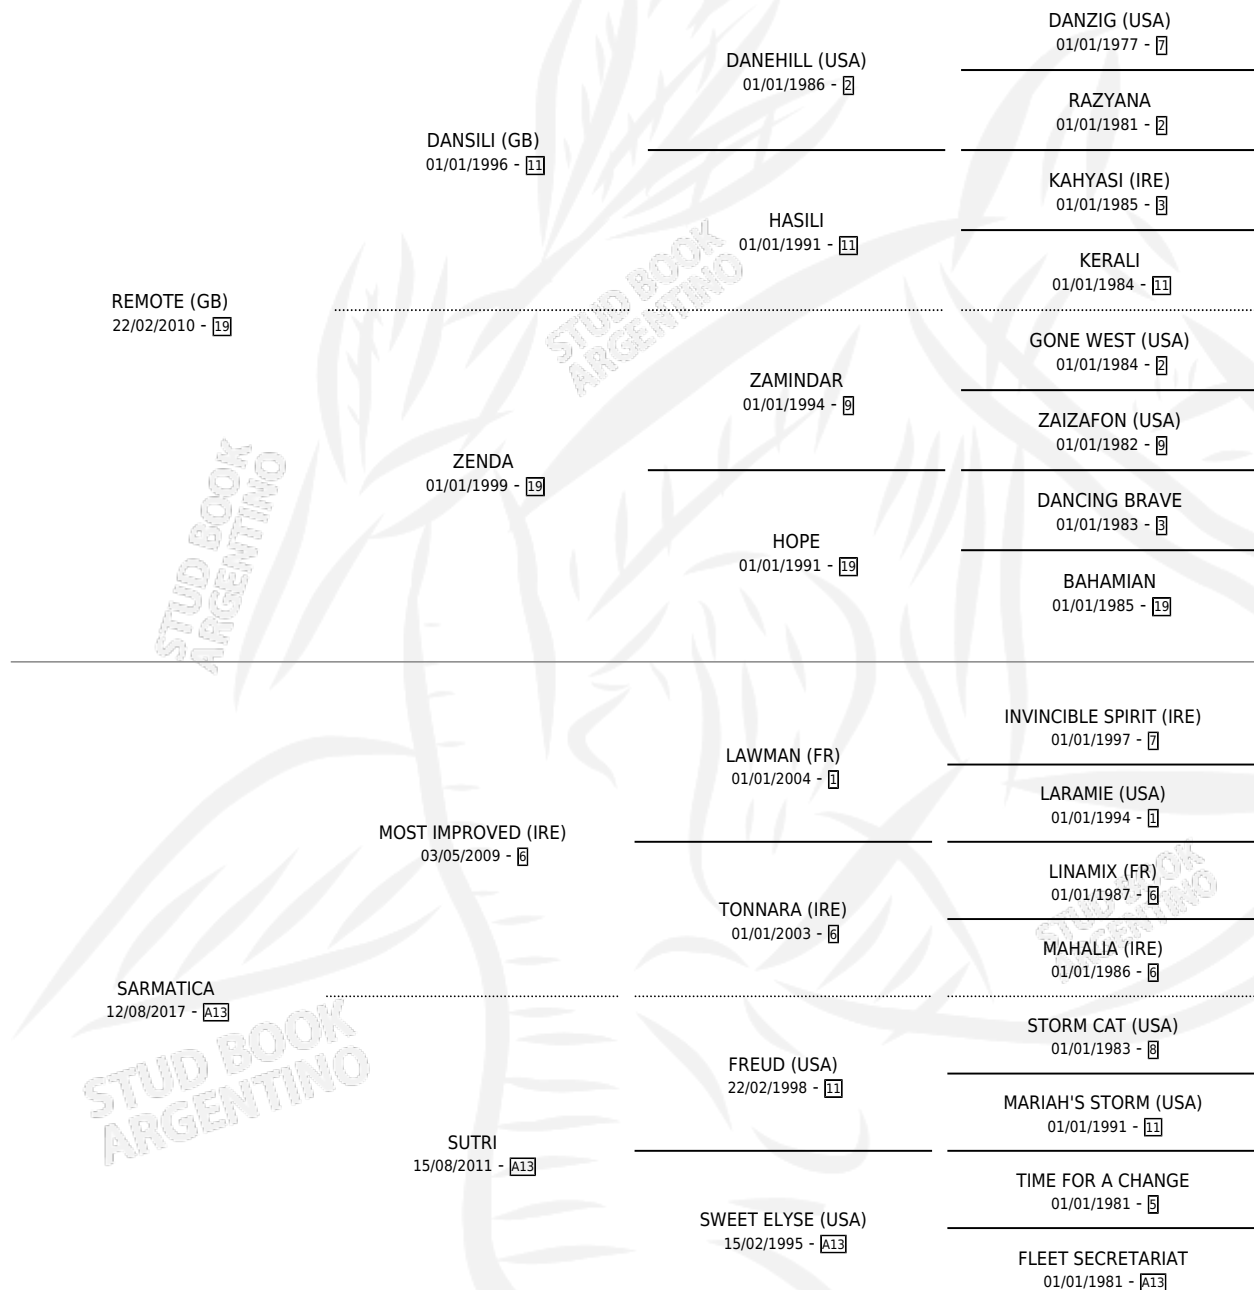 DANZIG (USA)
01/01/1977 - 7
DANEHILL (USA)
01/01/1986 - 2
RAZYANA
01/01/1981 - 2
DANSILI (GB)
01/01/1996 - 11
KAHYASI (IRE)
01/01/1985 - 3
HASILI
01/01/1991 - 11
KERALI
01/01/1984 - 11
REMOTE (GB)
22/02/2010 - 19
GONE WEST (USA)
01/01/1984 - 2
ZAMINDAR
01/01/1994 - 9
ZAIZAFON (USA)
01/01/1982 - 9
ZENDA
01/01/1999 - 19
DANCING BRAVE
01/01/1983 - 3
HOPE
01/01/1991 - 19
BAHAMIAN
01/01/1985 - 19
INVINCIBLE SPIRIT (IRE)
01/01/1997 - 7
LAWMAN (FR)
01/01/2004 - 1
LARAMIE (USA)
01/01/1994 - 1
MOST IMPROVED (IRE)
03/05/2009 - 6
LINAMIX (FR)
01/01/1987 - 6
TONNARA (IRE)
01/01/2003 - 6
MAHALIA (IRE)
01/01/1986 - 6
SARMATICA
12/08/2017 - A13
STORM CAT (USA)
01/01/1983 - 8
FREUD (USA)
22/02/1998 - 11
MARIAH'S STORM (USA)
01/01/1991 - 11
SUTRI
15/08/2011 - A13
TIME FOR A CHANGE
01/01/1981 - 5
SWEET ELYSE (USA)
15/02/1995 - A13
FLEET SECRETARIAT
01/01/1981 - A13
STUD BOOK
ARGENTINO
STUD BOOK
ARGENTINO
STUD BOOK
ARGENTINO
STUD BOOK
ARGENTINO